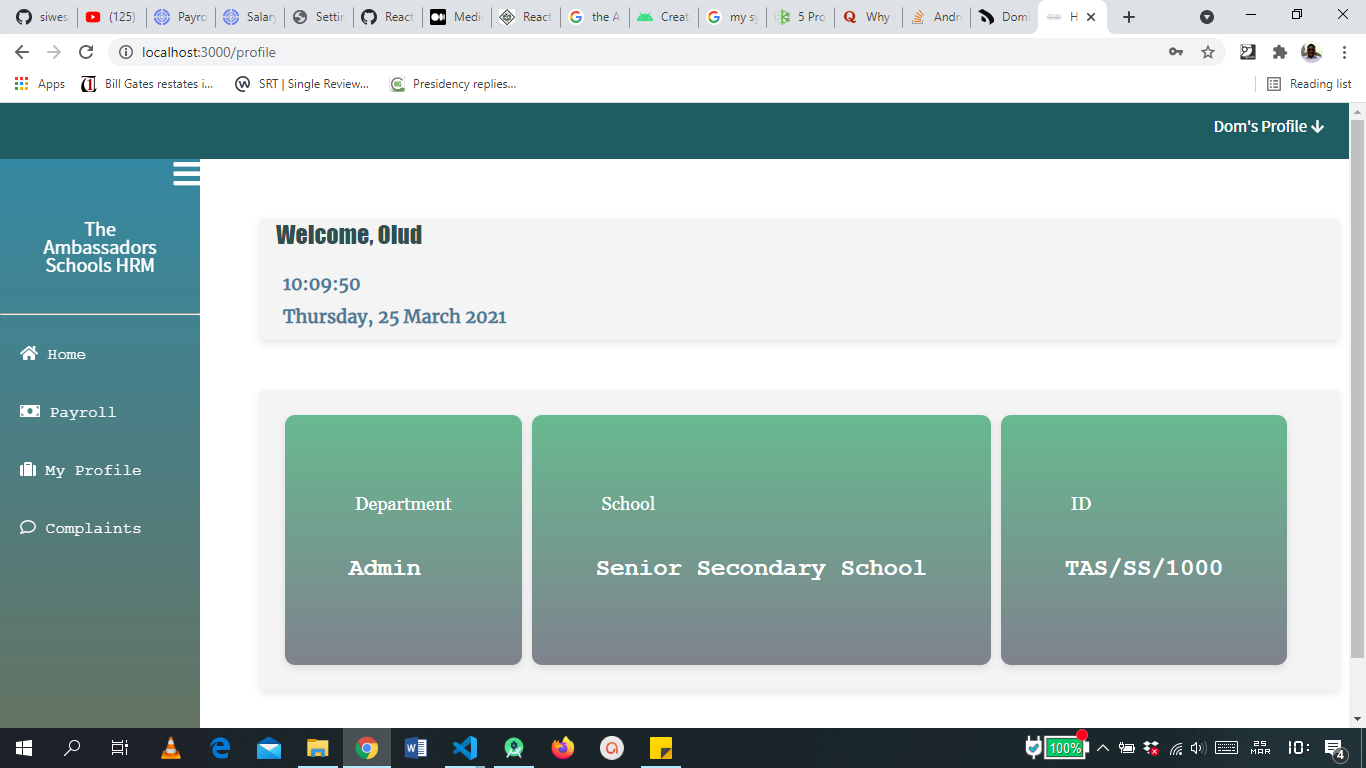 siwes
(125)
Payro
Salary
Settin
React
Medi
React
the A
Creat
my sy
5 Pro
Why
Andr
Dom
H
localhost:3000/profile
Apps
Bill Gates restates i...
SRT | Single Review...
Presidency replies...
Reading list
Dom's Profile
The
Ambassadors
Schools HRM
Home
Payroll
My Profile
Complaints
Welcome, Olud
10:09:50
Thursday, 25 March 2021
Department
Admin
School
Senior Secondary School
ID
TAS/SS/1000
100%
25
MAR
10:
4